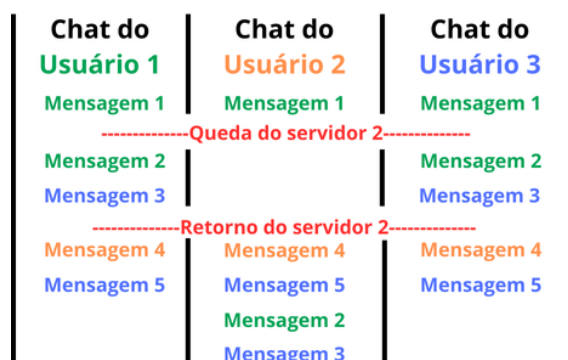 Chat do Chat do Chat do
Usuário 1 Usuário 2 Usuário 3
Mensagem 1 Mensagem 1 Mensagem 1
--------------Queda do servidor 2--------------
Mensagem 2 Mensagem 2
Mensagem 3 Mensagem 3
--------------Retorno do servidor 2--------------
Mensagem 4 Mensagem 4 Mensagem 4
Mensagem 5 Mensagem 5 Mensagem 5
Mensagem 2
Mensagem 3